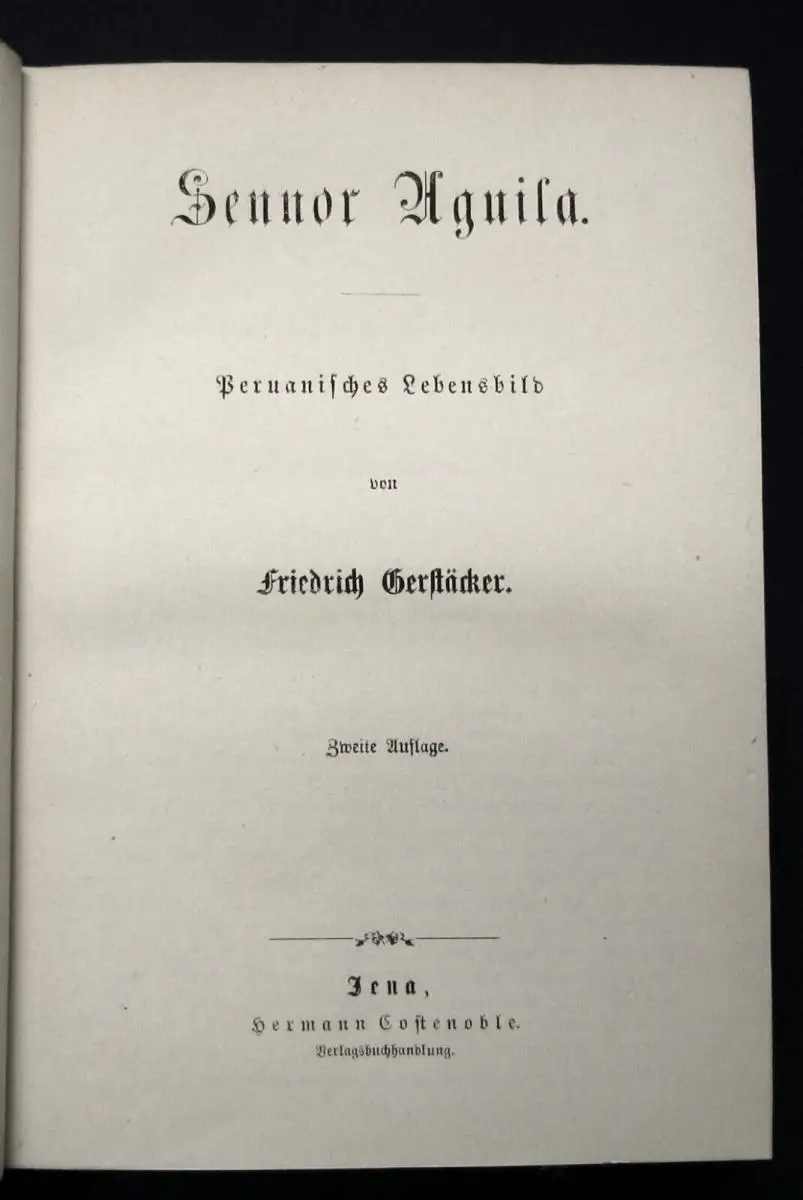 Sennor Aguila.
Peruanisches Lebensbild
von
Friedrich Gerstäcker.
Zweite Auflage.
Jena,
Hermann Costenoble.
Verlagsbuchhandlung.